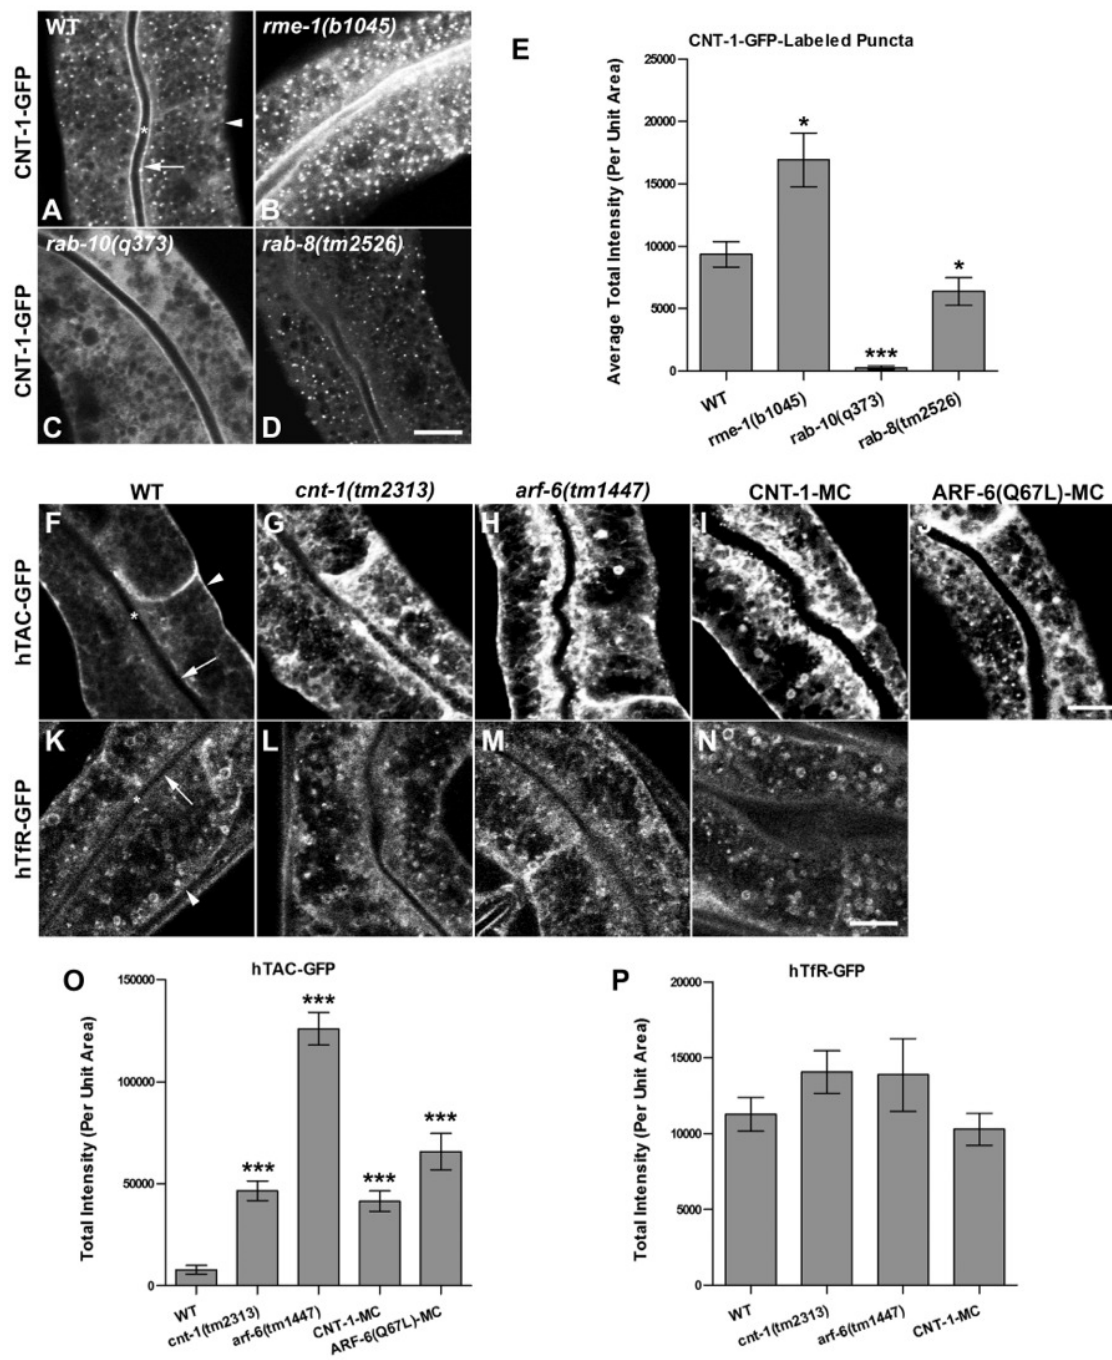 WT
rme-1(b1045)
CNT-1-GFP
A
B
rab-10(q373)
rab-8(tm2526)
CNT-1-GFP
C
D
E
CNT-1-GFP-Labeled Puncta
Average Total Intensity (Per Unit Area)
25000
20000
15000
10000
5000
0
*
***
*
WT
rme-1(b1045)
rab-10(q373)
rab-8(tm2526)
WT
cnt-1(tm2313)
arf-6(tm1447)
CNT-1-MC
ARF-6(Q67L)-MC
hTAC-GFP
F
*
G
H
I
J
hTfR-GFP
K
*
L
M
N
O
hTAC-GFP
Total Intensity (Per Unit Area)
150000
100000
50000
0
***
***
***
***
WT
cnt-1(tm2313)
arf-6(tm1447)
CNT-1-MC
ARF-6(Q67L)-MC
P
hTfR-GFP
Total Intensity (Per Unit Area)
20000
15000
10000
5000
0
WT
cnt-1(tm2313)
arf-6(tm1447)
CNT-1-MC